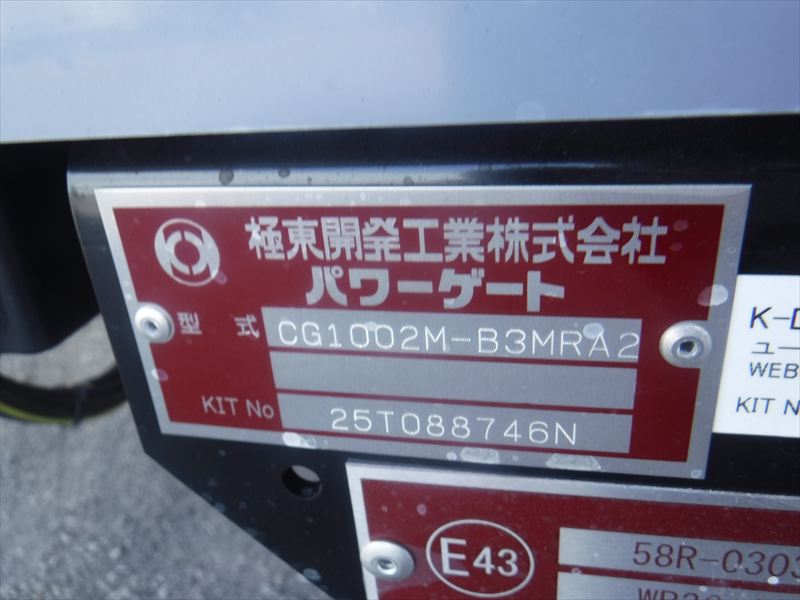 極東開発工業株式会社
パワーゲート
型式 CG1002M-B3MRA2
KIT No 25T088746N
K-D
ユー
WEB
KIT N
E43
58R-0303